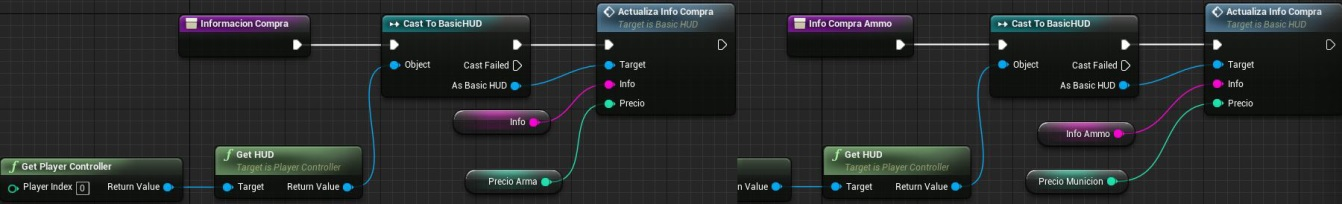 Informacion Compra
Cast To BasicHUD
Object
Cast Failed
As Basic HUD
Actualiza Info Compra
Target is Basic HUD
Target
Info
Precio
Info
Precio Arma
Get Player Controller
Player Index 0
Return Value
f Get HUD
Target is Player Controller
Target
Return Value
Info Compra Ammo
Cast To BasicHUD
Object
Cast Failed
As Basic HUD
Actualiza Info Compra
Target is Basic HUD
Target
Info
Precio
Info Ammo
Precio Municion
n Value
f Get HUD
Target is Player Controller
Target
Return Value